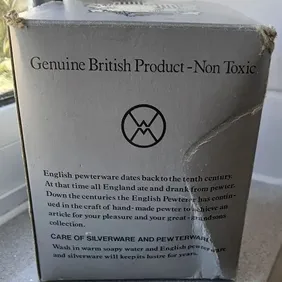 Genuine British Product - Non Toxic
English pewterware dates back to the tenth century.
At that time all England ate and drank from pewter.
Down the centuries the English Pewterer has contin-
ued in the craft of hand-made pewter to achieve an
article for your pleasure and your great-grandsons
collection.
CARE OF SILVERWARE AND PEWTERWARE
Wash in warm soapy water and English pewterware
and silverware will keep its lustre for years.